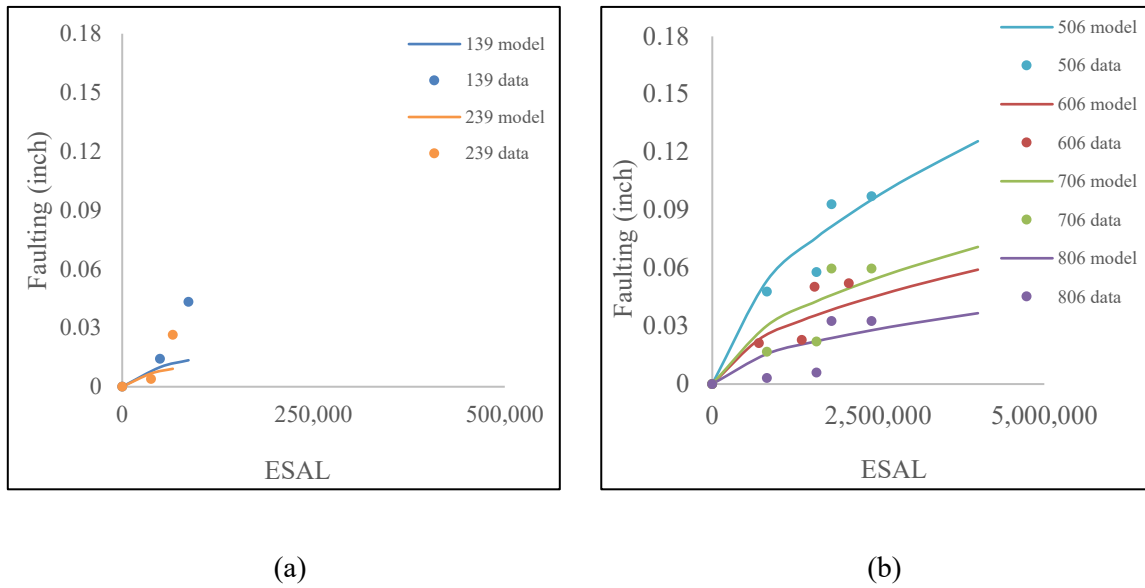 0.18
0.15
0.12
0.09
0.06
0.03
0
Faulting (inch)
0
250,000
500,000
ESAL
139 model
139 data
239 model
239 data
(a)
0.18
0.15
0.12
0.09
0.06
0.03
0
Faulting (inch)
0
2,500,000
5,000,000
ESAL
506 model
506 data
606 model
606 data
706 model
706 data
806 model
806 data
(b)